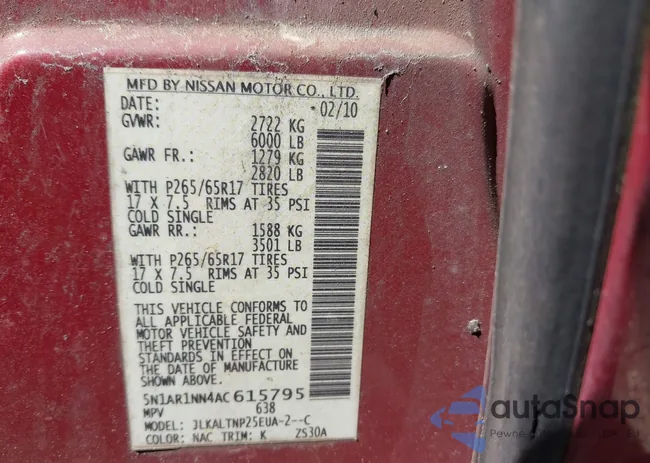 MFD BY NISSAN MOTOR CO., LTD.
DATE: 02/10
GVWR: 2722 KG
6000 LB
GAWR FR.: 1279 KG
2820 LB
WITH P265/65R17 TIRES
17 X 7.5 RIMS AT 35 PSI
COLD SINGLE
GAWR RR.: 1588 KG
3501 LB
WITH P265/65R17 TIRES
17 X 7.5 RIMS AT 35 PSI
COLD SINGLE
THIS VEHICLE CONFORMS TO
ALL APPLICABLE FEDERAL
MOTOR VEHICLE SAFETY AND
THEFT PREVENTION
STANDARDS IN EFFECT ON
THE DATE OF MANUFACTURE
SHOWN ABOVE.
5N1AR1NN4AC615795
MPV 638
MODEL: JLKALTNP25EUA-2--C
COLOR: NAC TRIM: K ZS30A
autoSnap